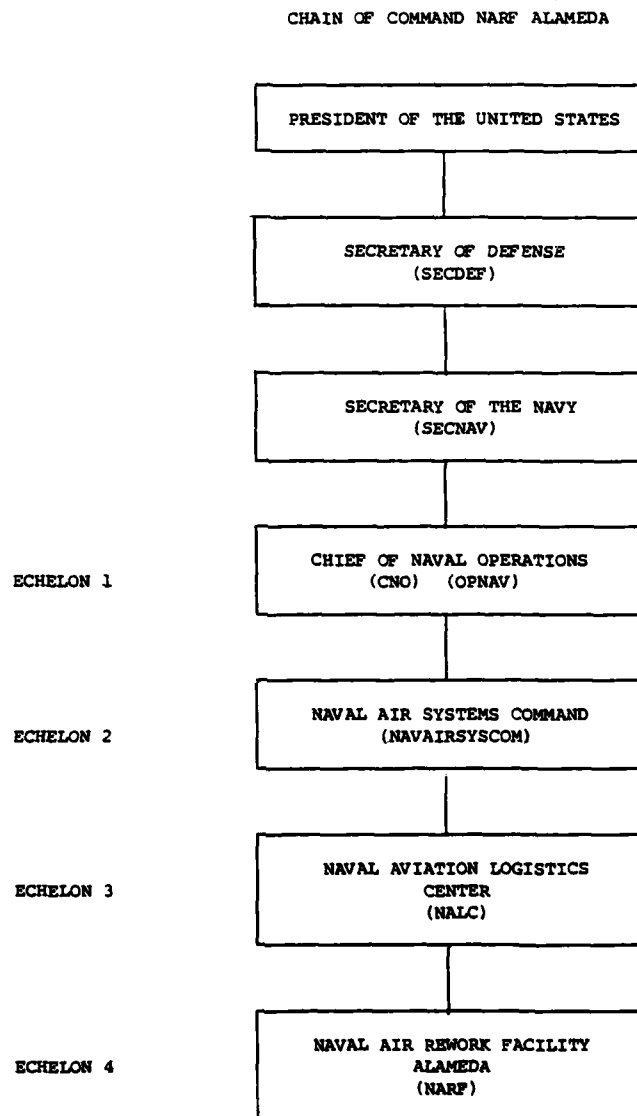 CHAIN OF COMMAND NARF ALAMEDA
PRESIDENT OF THE UNITED STATES
SECRETARY OF DEFENSE
(SECDEF)
SECRETARY OF THE NAVY
(SECNAV)
ECHELON 1
CHIEF OF NAVAL OPERATIONS
(CNO) (OPNAV)
ECHELON 2
NAVAL AIR SYSTEMS COMMAND
(NAVAIRSYSCOM)
ECHELON 3
NAVAL AVIATION LOGISTICS
CENTER
(NALC)
ECHELON 4
NAVAL AIR REWORK FACILITY
ALAMEDA
(NARF)